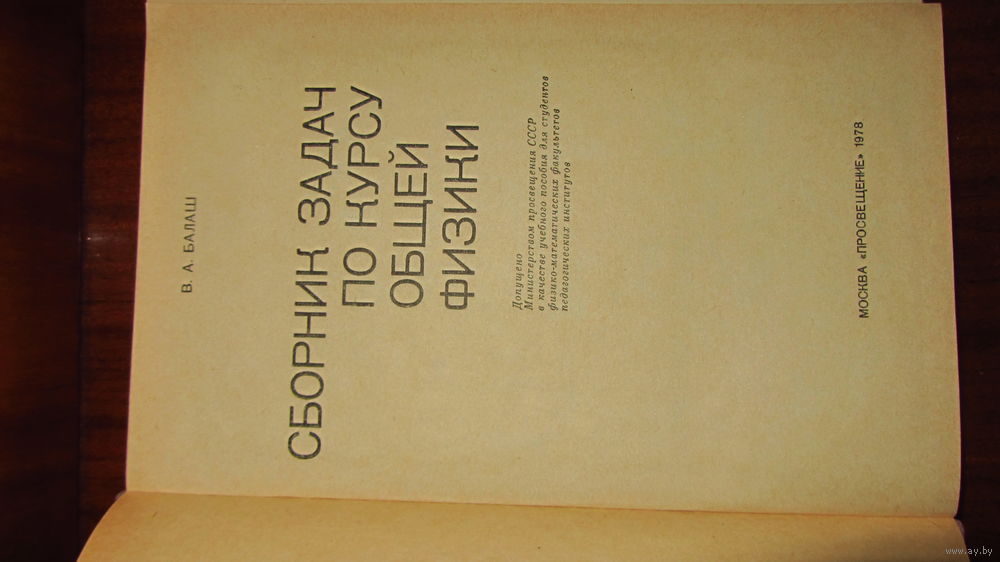 В. А. БАЛАШ
СБОРНИК ЗАДАЧ
ПО КУРСУ
ОБЩЕЙ
ФИЗИКИ
Допущено
Министерством просвещения СССР
в качестве учебного пособия для студентов
физико-математических факультетов
педагогических институтов
МОСКВА «ПРОСВЕЩЕНИЕ» 1978
www.ay.by